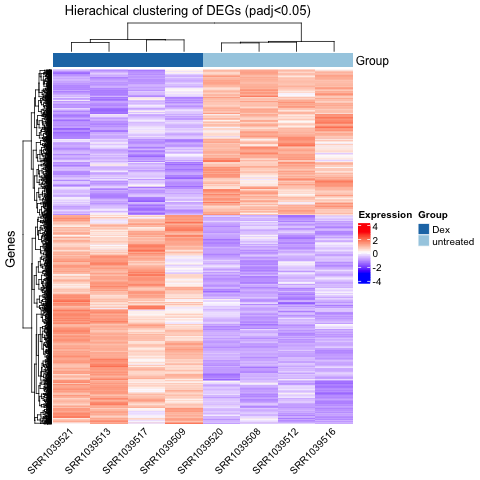 Hierachical clustering of DEGs (padj<0.05)
Group
Genes
Expression Group
4
2
0
-2
-4
Dex
untreated
SRR1039521
SRR1039513
SRR1039517
SRR1039509
SRR1039520
SRR1039508
SRR1039512
SRR1039516